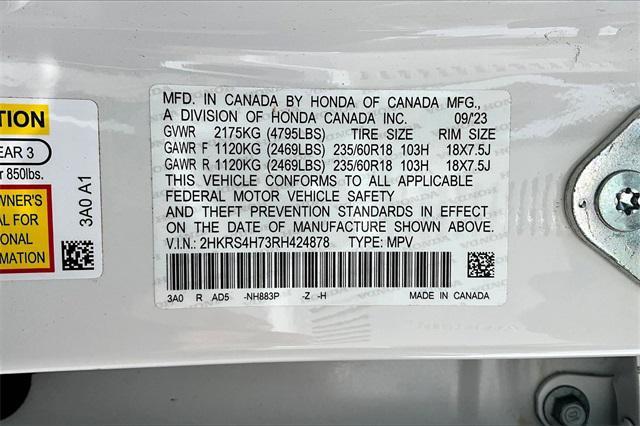 TION
EAR 3
r 850lbs.
WNER'S
AL FOR
ONAL
MATION
3A0 A1
MFD. IN CANADA BY HONDA OF CANADA MFG.,
A DIVISION OF HONDA CANADA INC. 09/'23
GVWR 2175KG (4795LBS) TIRE SIZE RIM SIZE
GAWR F 1120KG (2469LBS) 235/60R18 103H 18X7.5J
GAWR R 1120KG (2469LBS) 235/60R18 103H 18X7.5J
THIS VEHICLE CONFORMS TO ALL APPLICABLE
FEDERAL MOTOR VEHICLE SAFETY
AND THEFT PREVENTION STANDARDS IN EFFECT
ON THE DATE OF MANUFACTURE SHOWN ABOVE.
V.I.N.: 2HKRS4H73RH424878 TYPE: MPV
3A0 R AD5 -NH883P -Z -H MADE IN CANADA